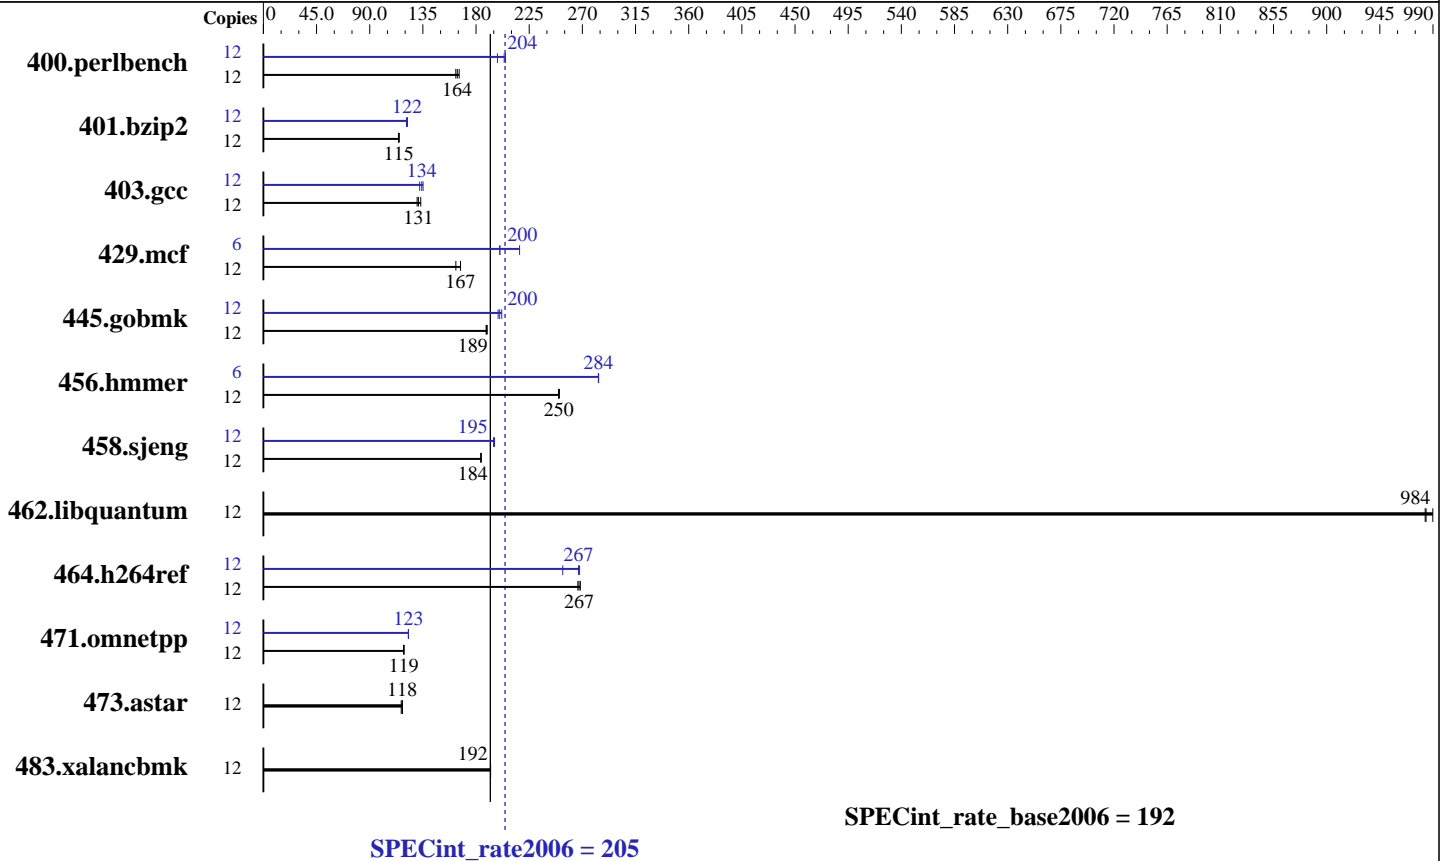 Copies 0 45.0 90.0 135 180 225 270 315 360 405 450 495 540 585 630 675 720 765 810 855 900 945 990
400.perlbench 12 204
12 164
401.bzip2 12 122
12 115
403.gcc 12 134
12 131
429.mcf 6 200
12 167
445.gobmk 12 200
12 189
456.hmmer 6 284
12 250
458.sjeng 12 195
12 184
462.libquantum 12 984
464.h264ref 12 267
12 267
471.omnetpp 12 123
12 119
473.astar 12 118
483.xalancbmk 12 192
SPECint_rate_base2006 = 192
SPECint_rate2006 = 205